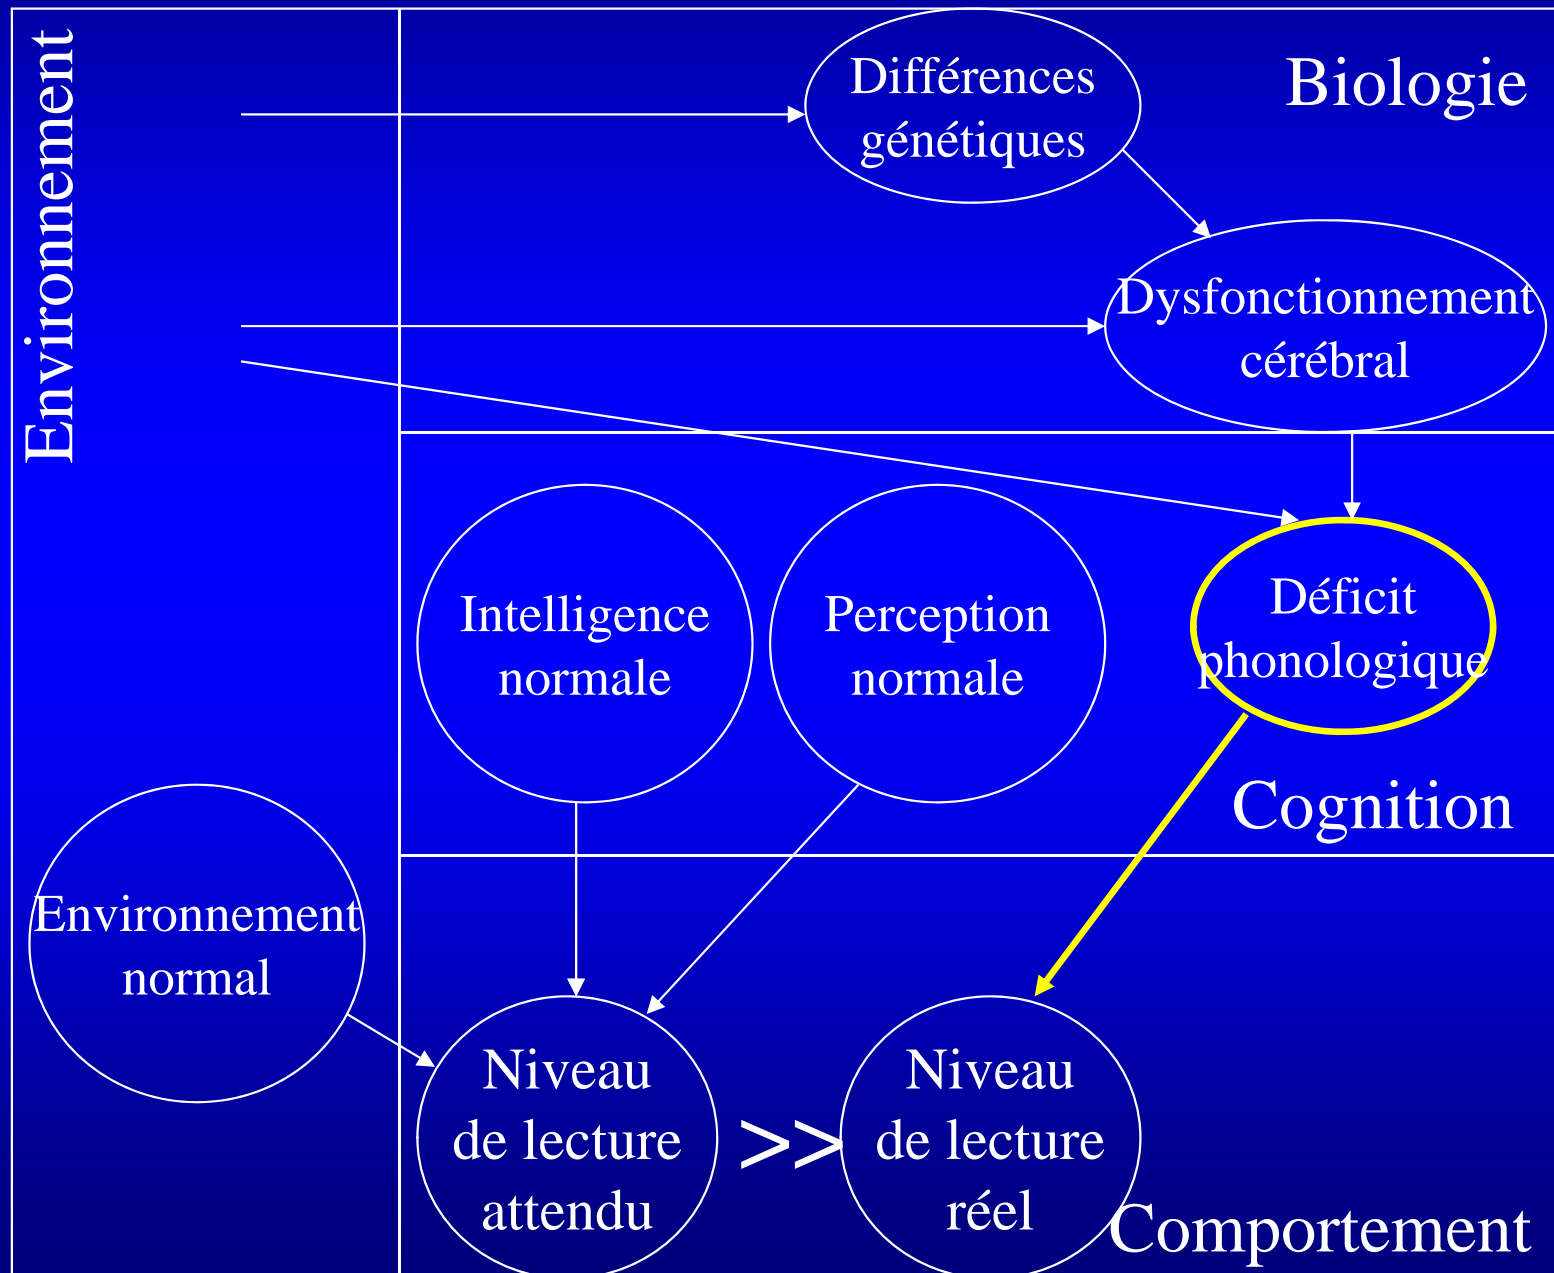 Environnement
Biologie
Différences
génétiques
Dysfonctionnement
cérébral
Intelligence
normale
Perception
normale
Déficit
phonologique
Cognition
Environnement
normal
Niveau
de lecture
attendu
>>
Niveau
de lecture
réel
Comportement